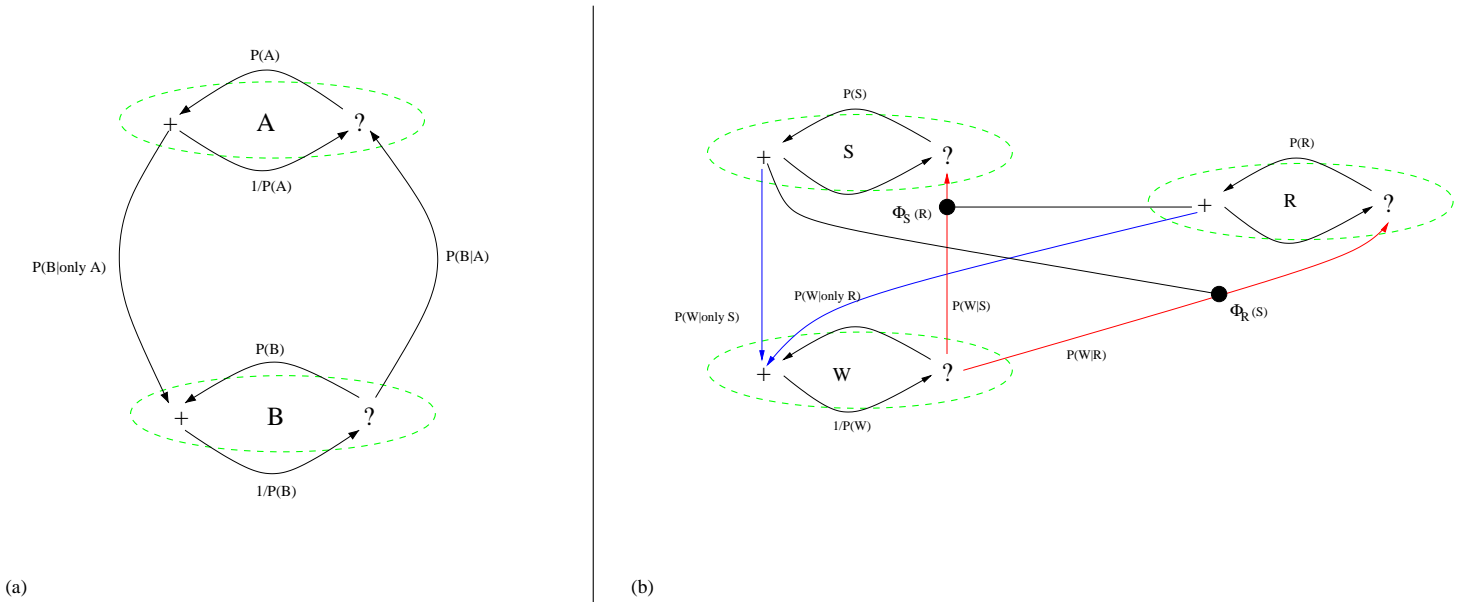 P(A)
+ A ?
1/P(A)
P(B|only A)
P(B|A)
P(B)
+ B ?
1/P(B)
(a)
P(S)
+ S ?
P(R)
+ R ?
Φ_S (R)
P(W|only R)
P(W|only S)
P(W|S)
Φ_R (S)
P(W|R)
+ W ?
1/P(W)
(b)